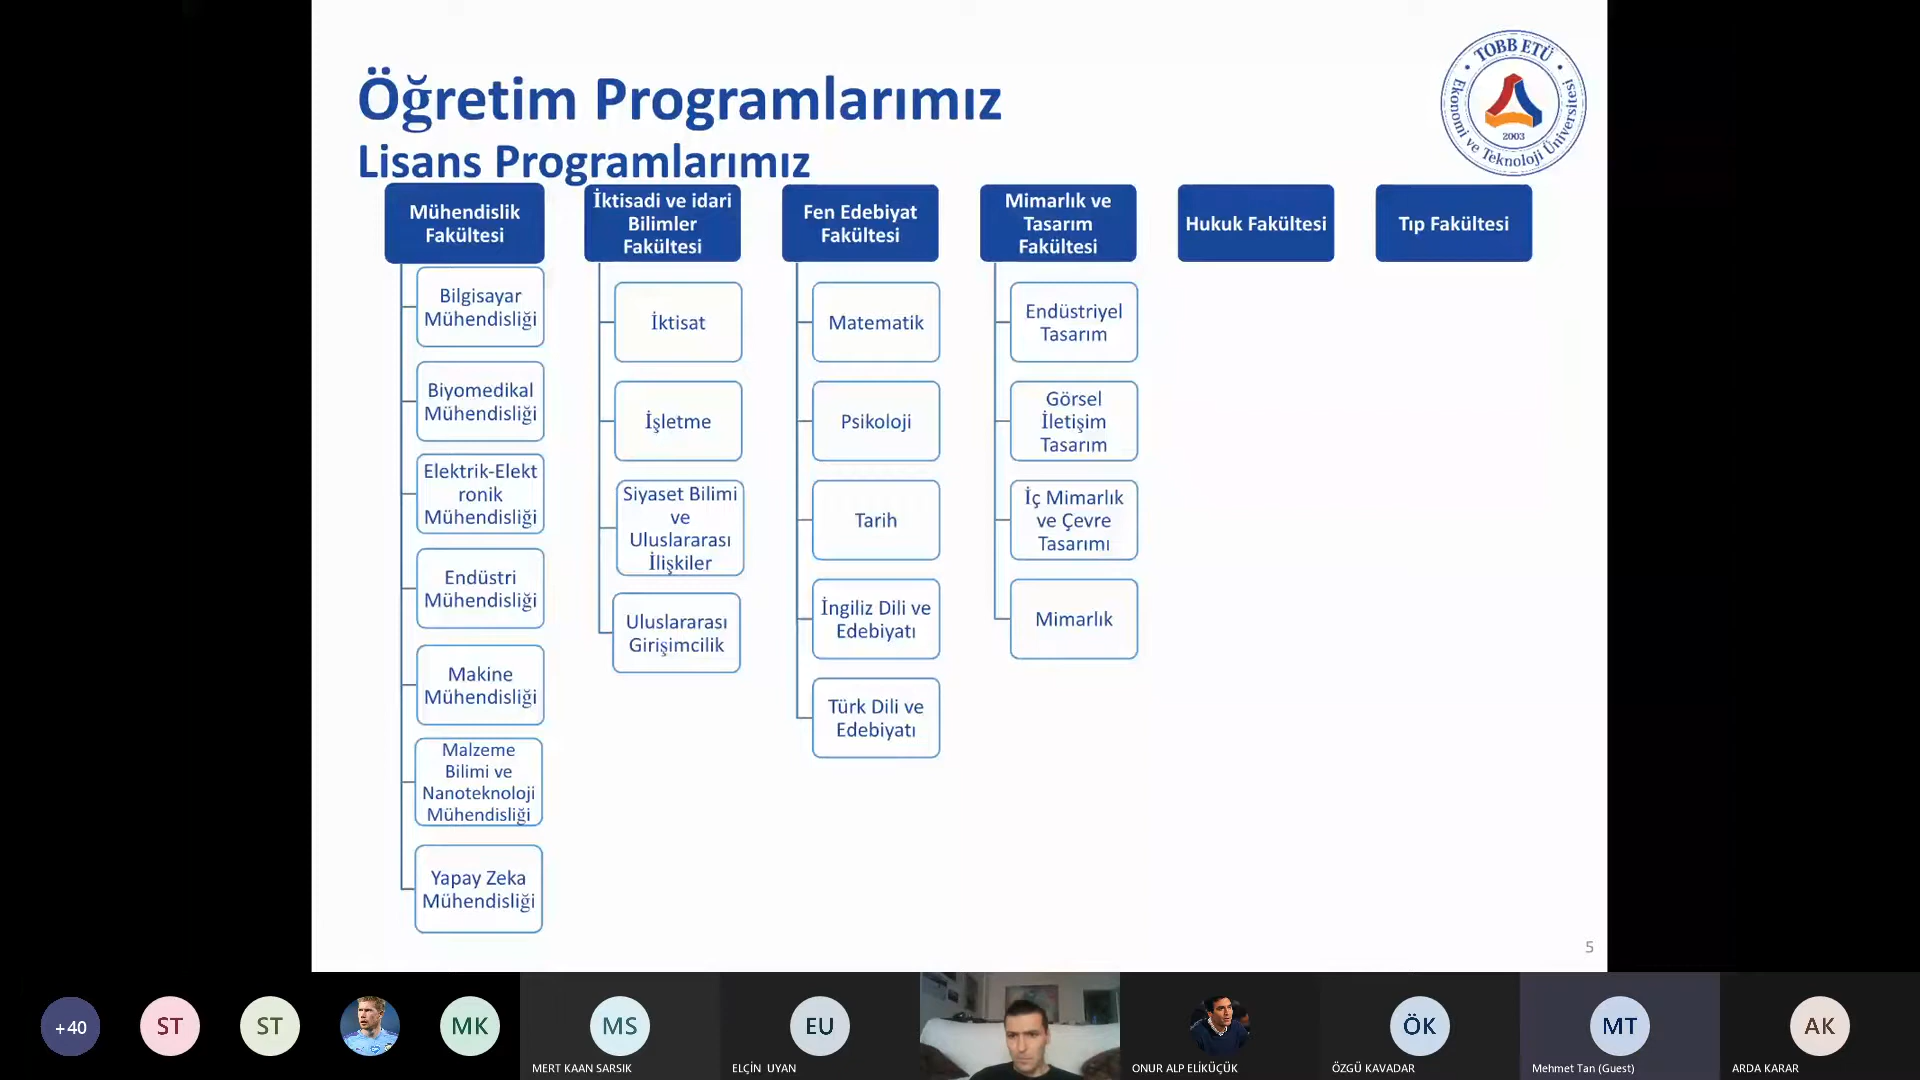 Öğretim Programlarımız
Lisans Programlarımız
TOBB ETÜ
Ekonomi ve Teknoloji Üniversitesi
2003
Mühendislik
Fakültesi
Bilgisayar
Mühendisliği
Biyomedikal
Mühendisliği
Elektrik-Elekt
ronik
Mühendisliği
Endüstri
Mühendisliği
Makine
Mühendisliği
Malzeme
Bilimi ve
Nanoteknoloji
Mühendisliği
Yapay Zeka
Mühendisliği
İktisadi ve idari
Bilimler
Fakültesi
İktisat
İşletme
Siyaset Bilimi
ve
Uluslararası
İlişkiler
Uluslararası
Girişimcilik
Fen Edebiyat
Fakültesi
Matematik
Psikoloji
Tarih
İngiliz Dili ve
Edebiyatı
Türk Dili ve
Edebiyatı
Mimarlık ve
Tasarım
Fakültesi
Endüstriyel
Tasarım
Görsel
İletişim
Tasarım
İç Mimarlık
ve Çevre
Tasarımı
Mimarlık
Hukuk Fakültesi
Tıp Fakültesi
5
+40
ST
ST
MK
MS
MERT KAAN SARSIK
EU
ELÇİN UYAN
ONUR ALP ELİKÜÇÜK
ÖK
ÖZGÜ KAVADAR
MT
Mehmet Tan (Guest)
AK
ARDA KARAR